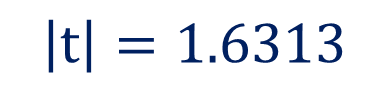 |t| = 1.6313